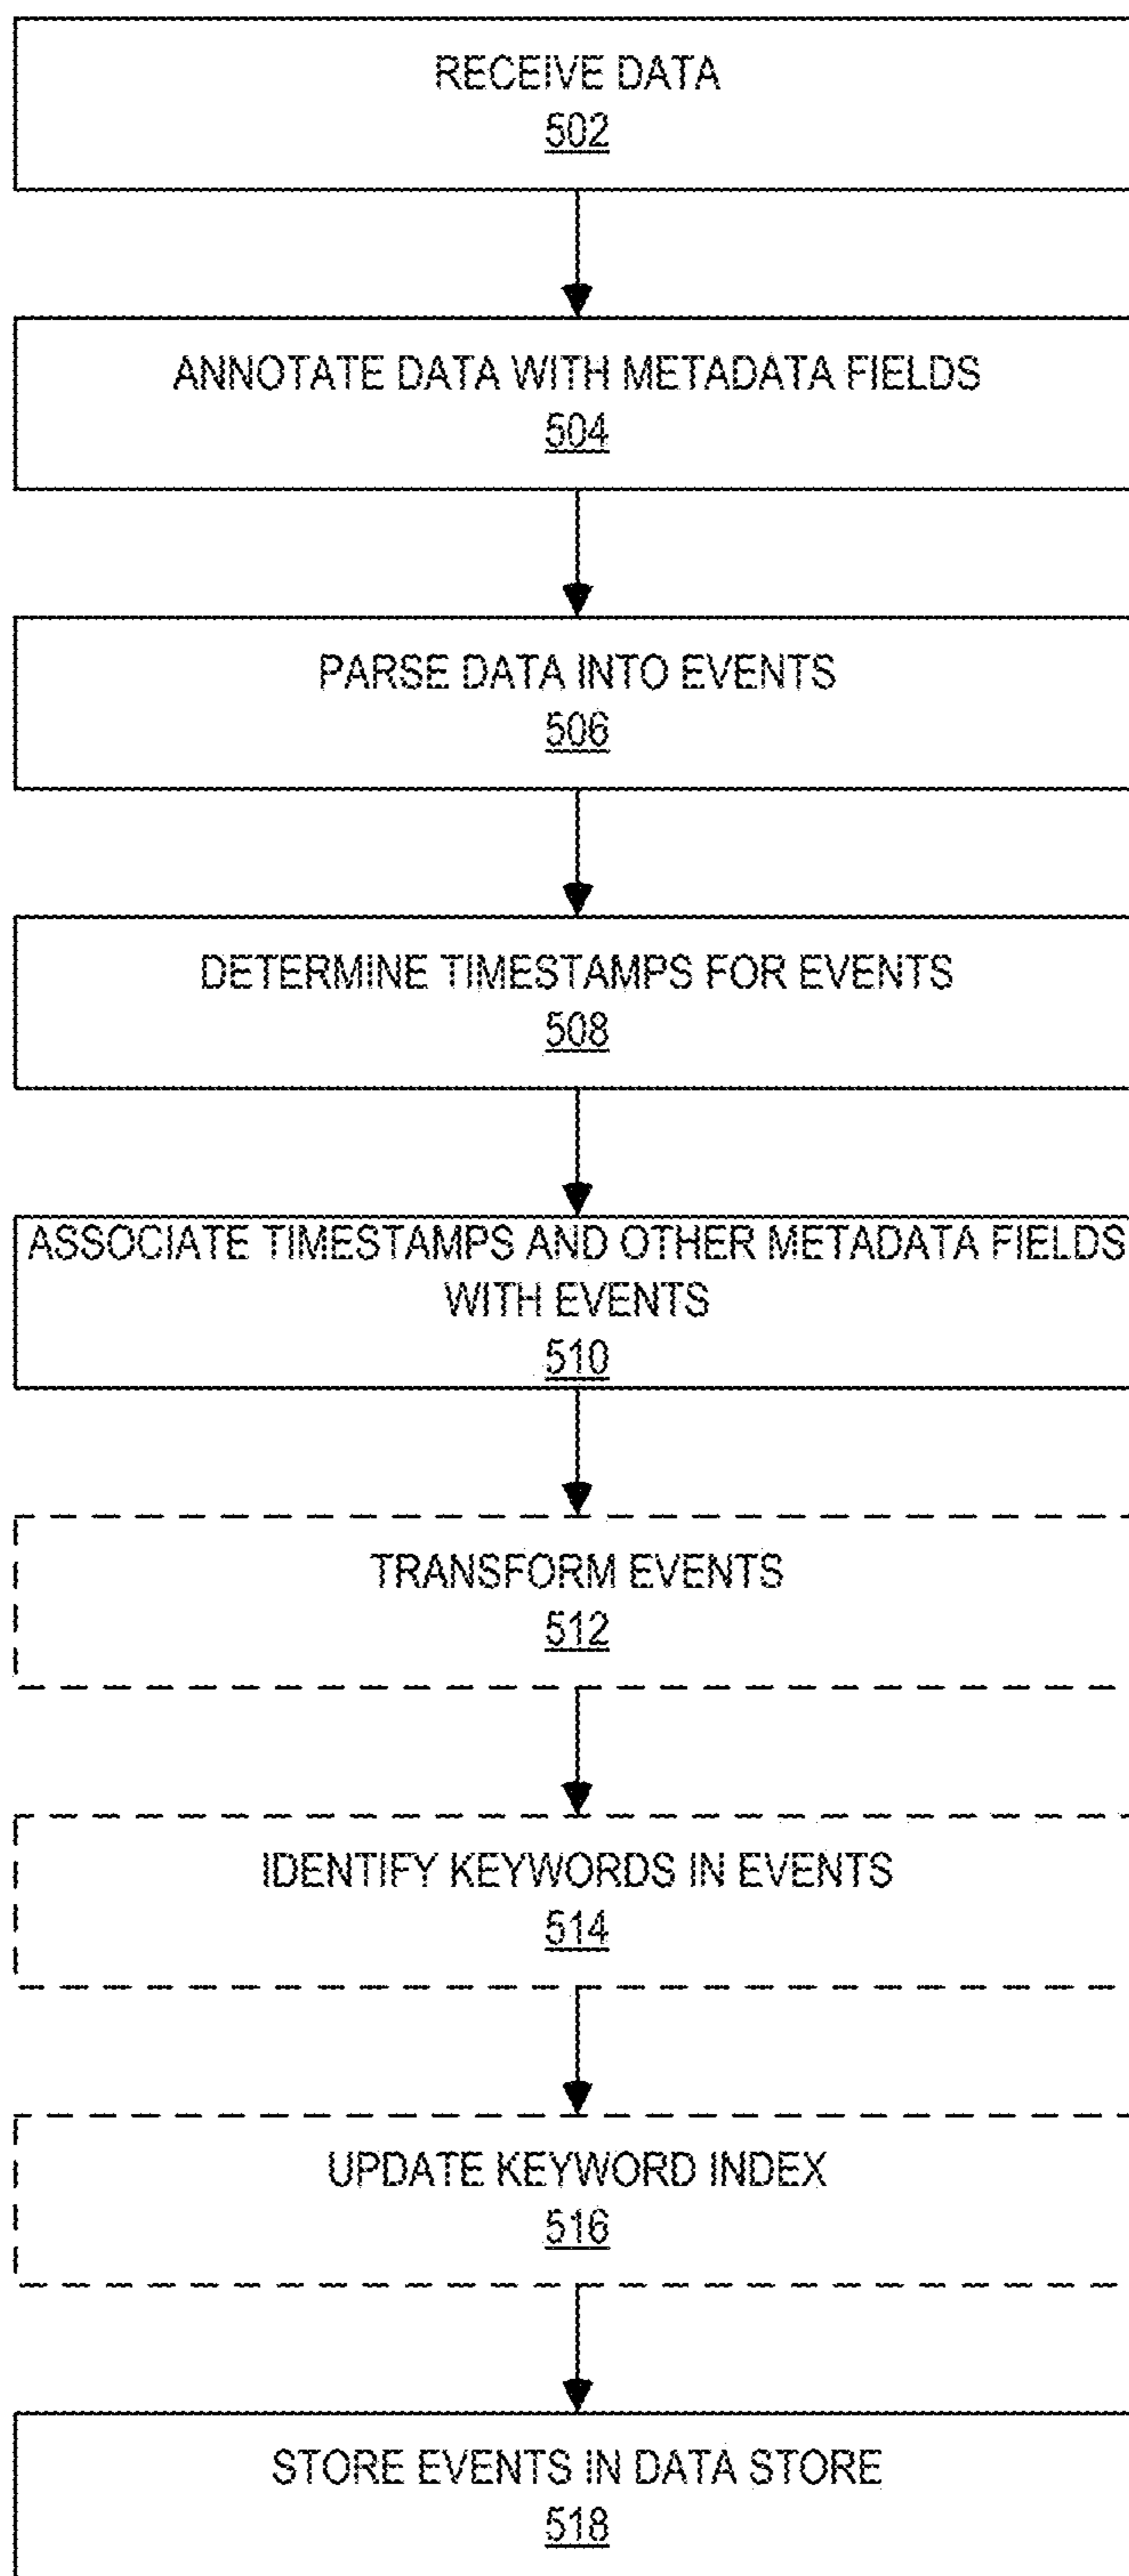 RECEIVE DATA
502
ANNOTATE DATA WITH METADATA FIELDS
504
PARSE DATA INTO EVENTS
506
DETERMINE TIMESTAMPS FOR EVENTS
508
ASSOCIATE TIMESTAMPS AND OTHER METADATA FIELDS
WITH EVENTS
510
TRANSFORM EVENTS
512
IDENTIFY KEYWORDS IN EVENTS
514
UPDATE KEYWORD INDEX
516
STORE EVENTS IN DATA STORE
518